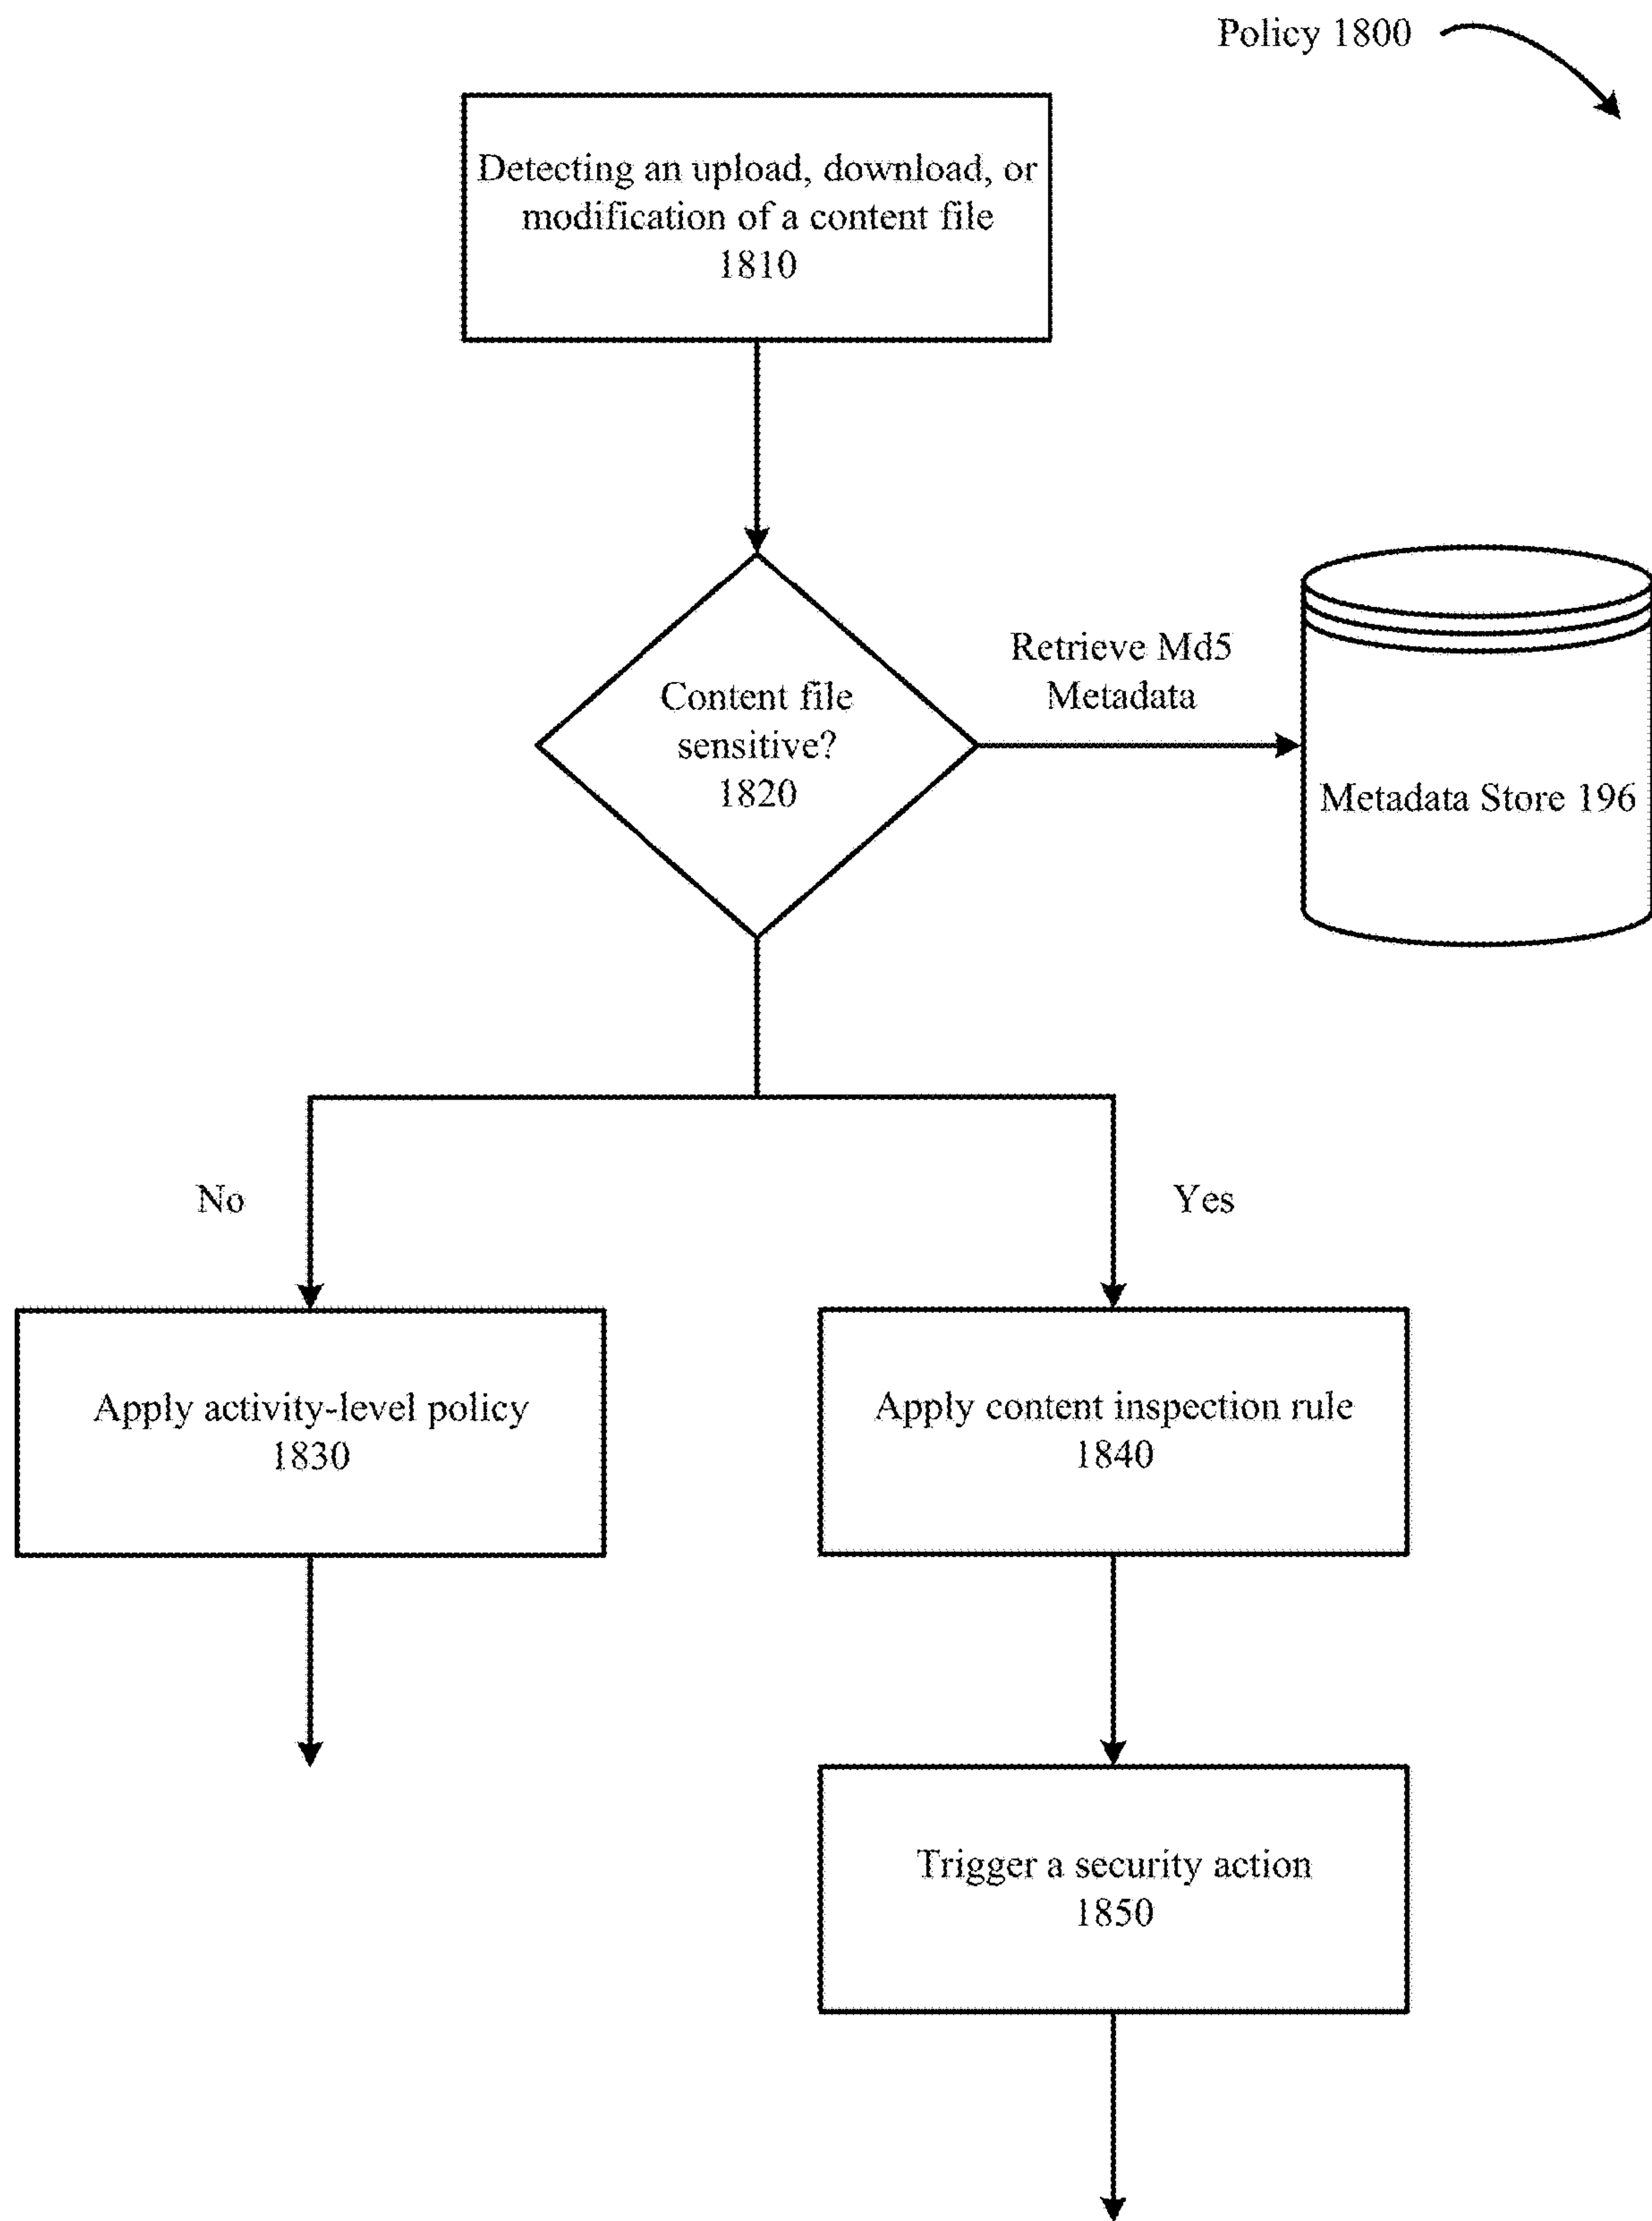 Policy 1800
Detecting an upload, download, or
modification of a content file
1810
Retrieve Md5
Metadata
Content file
sensitive?
1820
Metadata Store 196
No
Yes
Apply activity-level policy
1830
Apply content inspection rule
1840
Trigger a security action
1850